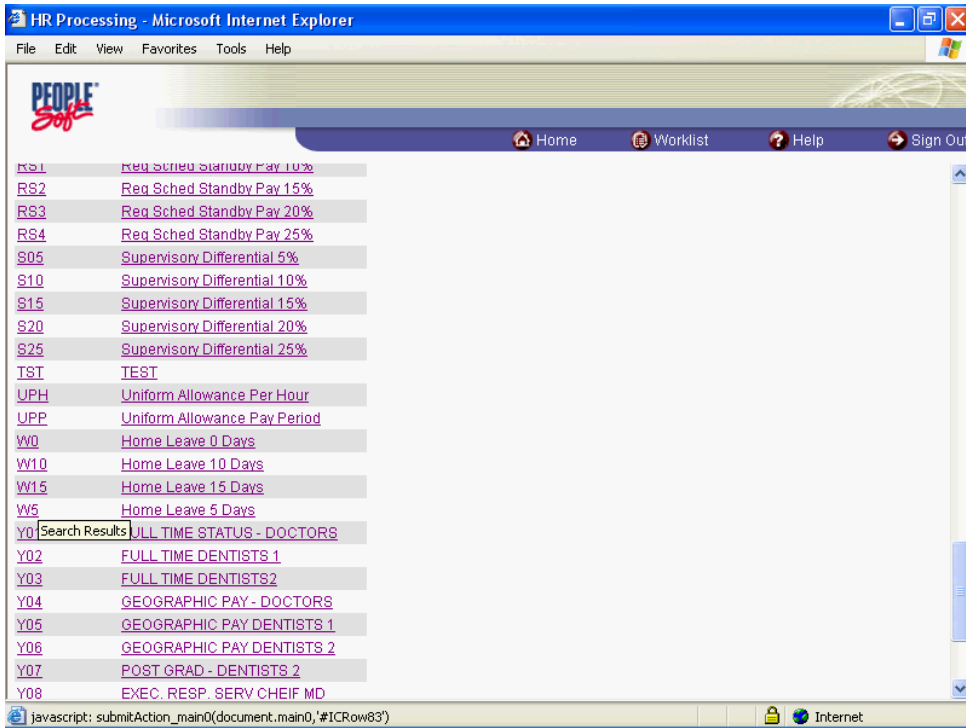 HR Processing - Microsoft Internet Explorer
File Edit View Favorites Tools Help
PEOPLE Soft
Home Worklist Help Sign Out
RS1 Reg Sched Standby Pay 10%
RS2 Reg Sched Standby Pay 15%
RS3 Reg Sched Standby Pay 20%
RS4 Reg Sched Standby Pay 25%
S05 Supervisory Differential 5%
S10 Supervisory Differential 10%
S15 Supervisory Differential 15%
S20 Supervisory Differential 20%
S25 Supervisory Differential 25%
TST TEST
UPH Uniform Allowance Per Hour
UPP Uniform Allowance Pay Period
W0 Home Leave 0 Days
W10 Home Leave 10 Days
W15 Home Leave 15 Days
W5 Home Leave 5 Days
Search Results
ULL TIME STATUS - DOCTORS
Y02 FULL TIME DENTISTS 1
Y03 FULL TIME DENTISTS2
Y04 GEOGRAPHIC PAY - DOCTORS
Y05 GEOGRAPHIC PAY DENTISTS 1
Y06 GEOGRAPHIC PAY DENTISTS 2
Y07 POST GRAD - DENTISTS 2
Y08 EXEC. RESP. SERV CHEIF MD
javascript: submitAction_main0(document.main0,'#ICRow83') Internet